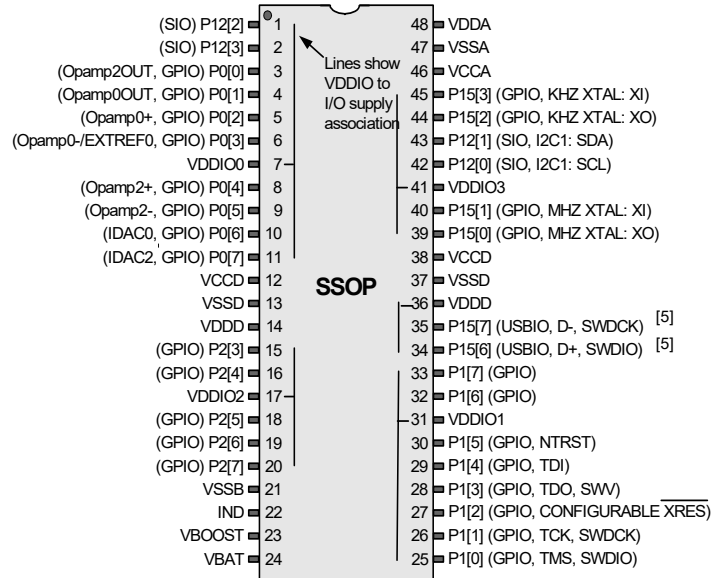 (SIO) P12[2] 1
(SIO) P12[3] 2
(Opamp2OUT, GPIO) P0[0] 3
(Opamp0OUT, GPIO) P0[1] 4
(Opamp0+, GPIO) P0[2] 5
(Opamp0-/EXTREF0, GPIO) P0[3] 6
VDDIO0 7
(Opamp2+, GPIO) P0[4] 8
(Opamp2-, GPIO) P0[5] 9
(IDAC0, GPIO) P0[6] 10
(IDAC2, GPIO) P0[7] 11
VCCD 12
VSSD 13
VDDD 14
(GPIO) P2[3] 15
(GPIO) P2[4] 16
VDDIO2 17
(GPIO) P2[5] 18
(GPIO) P2[6] 19
(GPIO) P2[7] 20
VSSB 21
IND 22
VBOOST 23
VBAT 24
Lines show
VDDIO to
I/O supply
association
SSOP
48 VDDA
47 VSSA
46 VCCA
45 P15[3] (GPIO, KHZ XTAL: XI)
44 P15[2] (GPIO, KHZ XTAL: XO)
43 P12[1] (SIO, I2C1: SDA)
42 P12[0] (SIO, I2C1: SCL)
41 VDDIO3
40 P15[1] (GPIO, MHZ XTAL: XI)
39 P15[0] (GPIO, MHZ XTAL: XO)
38 VCCD
37 VSSD
36 VDDD
35 P15[7] (USBIO, D-, SWDCK) [5]
34 P15[6] (USBIO, D+, SWDIO) [5]
33 P1[7] (GPIO)
32 P1[6] (GPIO)
31 VDDIO1
30 P1[5] (GPIO, NTRST)
29 P1[4] (GPIO, TDI)
28 P1[3] (GPIO, TDO, SWV)
27 P1[2] (GPIO, CONFIGURABLE XRES)
26 P1[1] (GPIO, TCK, SWDCK)
25 P1[0] (GPIO, TMS, SWDIO)